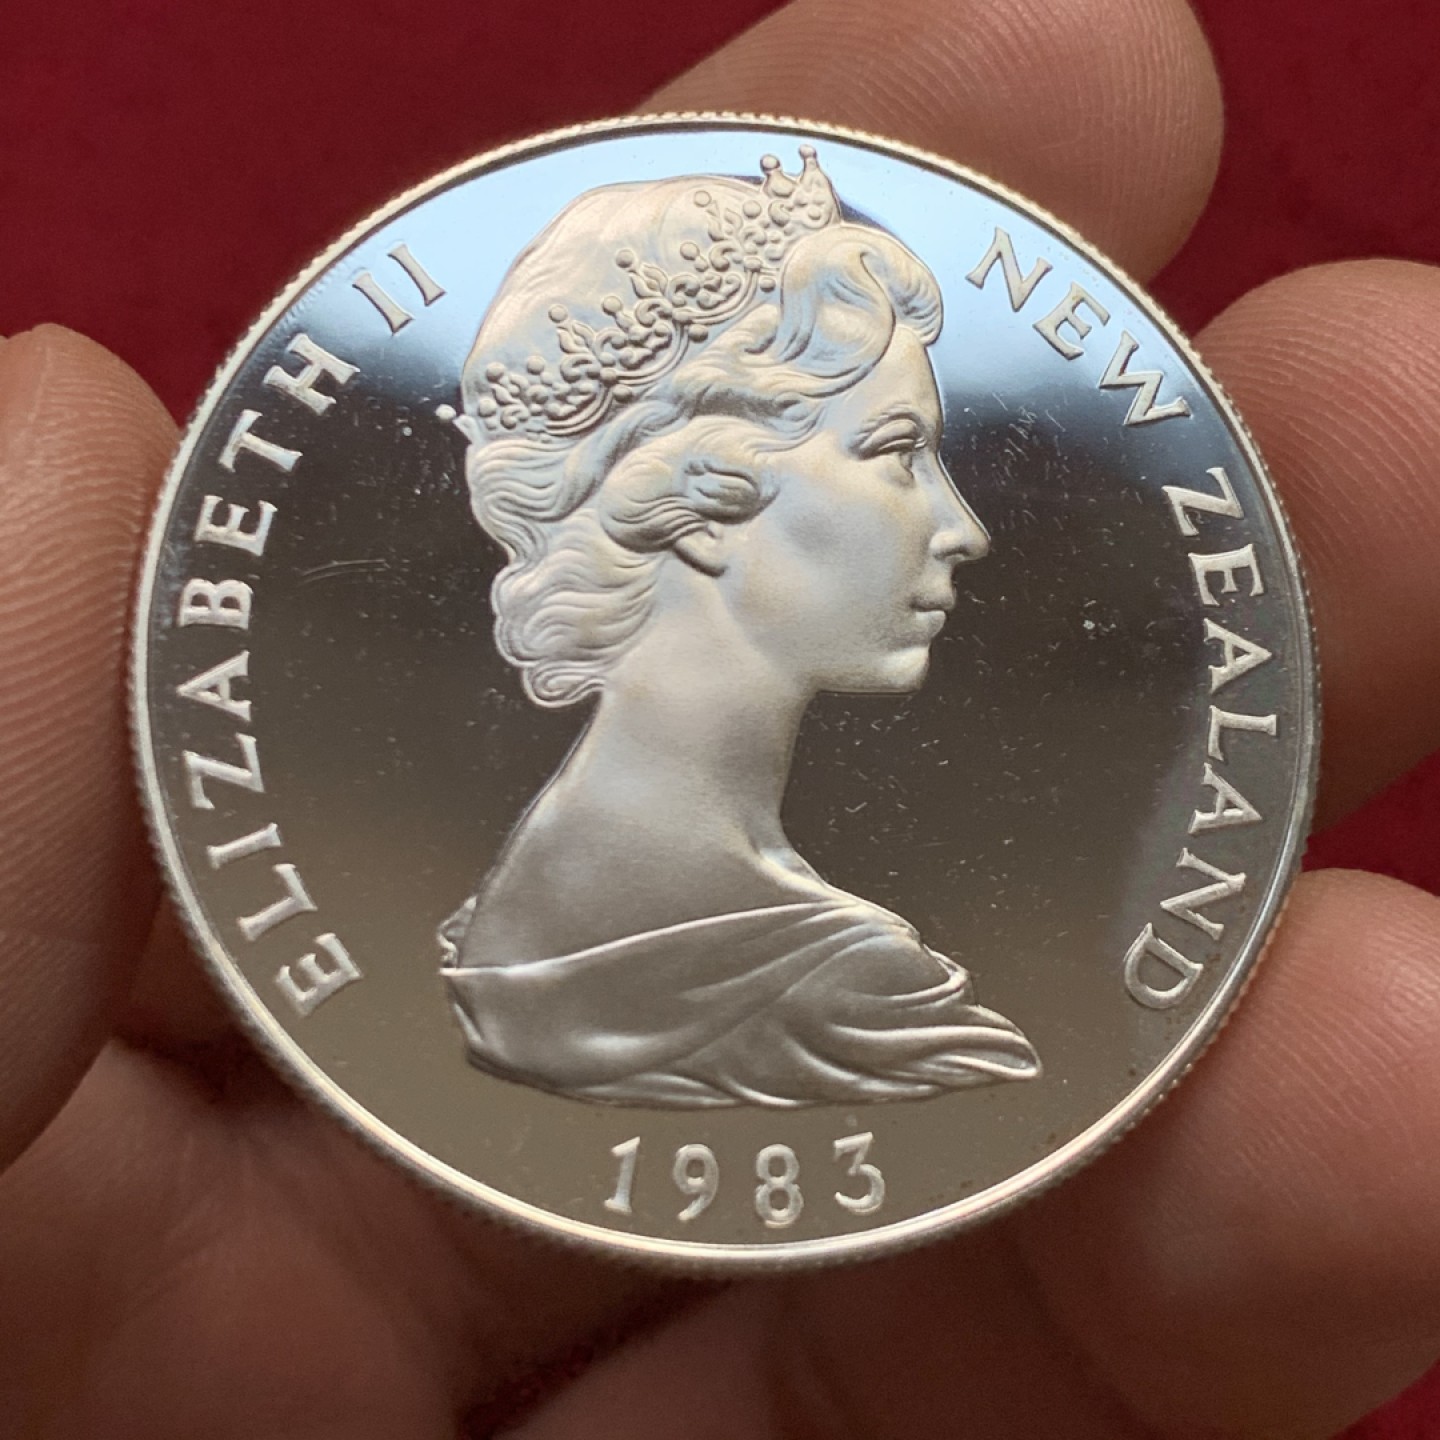 ELIZABETH II
NEW ZEALAND
1983